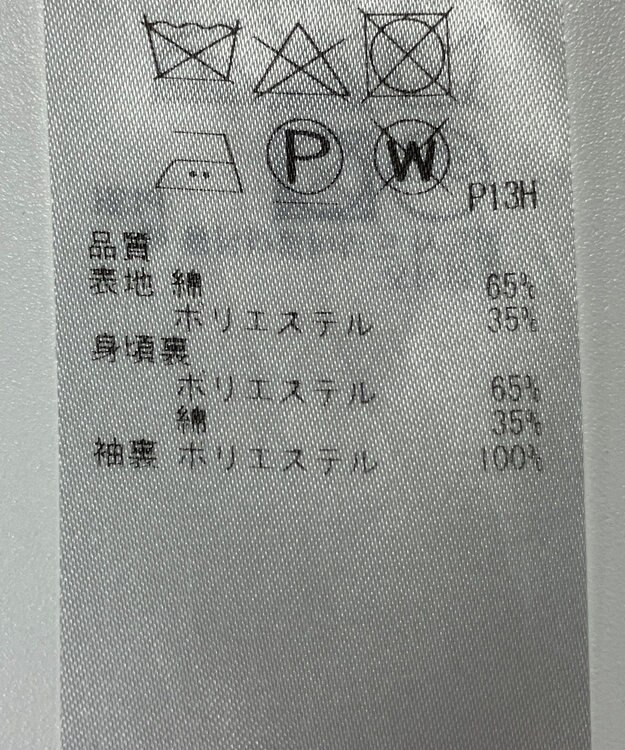 P W
P13H
品質
表地 綿 65%
ポリエステル 35%
身頃裏
ポリエステル 65%
綿 35%
袖裏 ポリエステル 100%